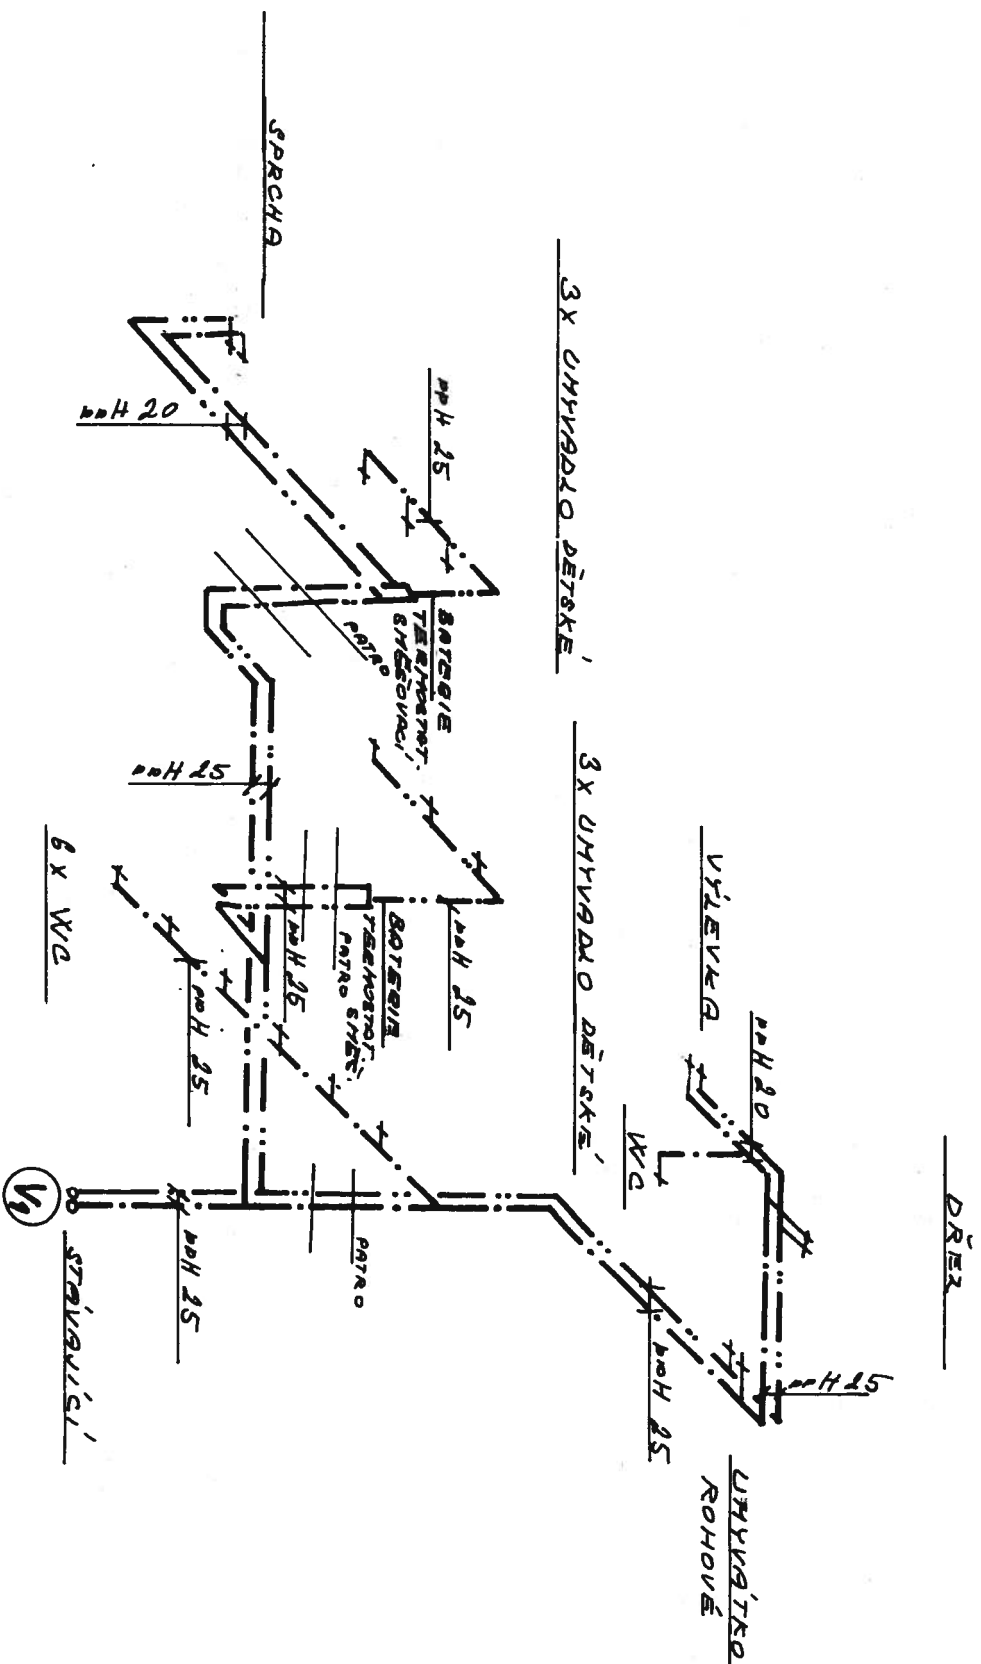 DŘEZ
UMYVÁTKO
ROHOVÉ
VÝLEVKA
ppH 20
WC
ppH 25
ppH 25
3X UMYVADLO DĚTSKÉ
3X UMYVADLO DĚTSKÉ
ppH 25
BATERIE
TERMOSTAT.
SMĚŠOVACÍ
PATRO
ppH 25
BATERIE
TERMOSTAT.
SMĚŠ.
PATRO
ppH 25
PATRO
SPRCHA
ppH 20
ppH 25
ppH 25
ppH 25
6X WC
V1
STÁVAJÍCÍ